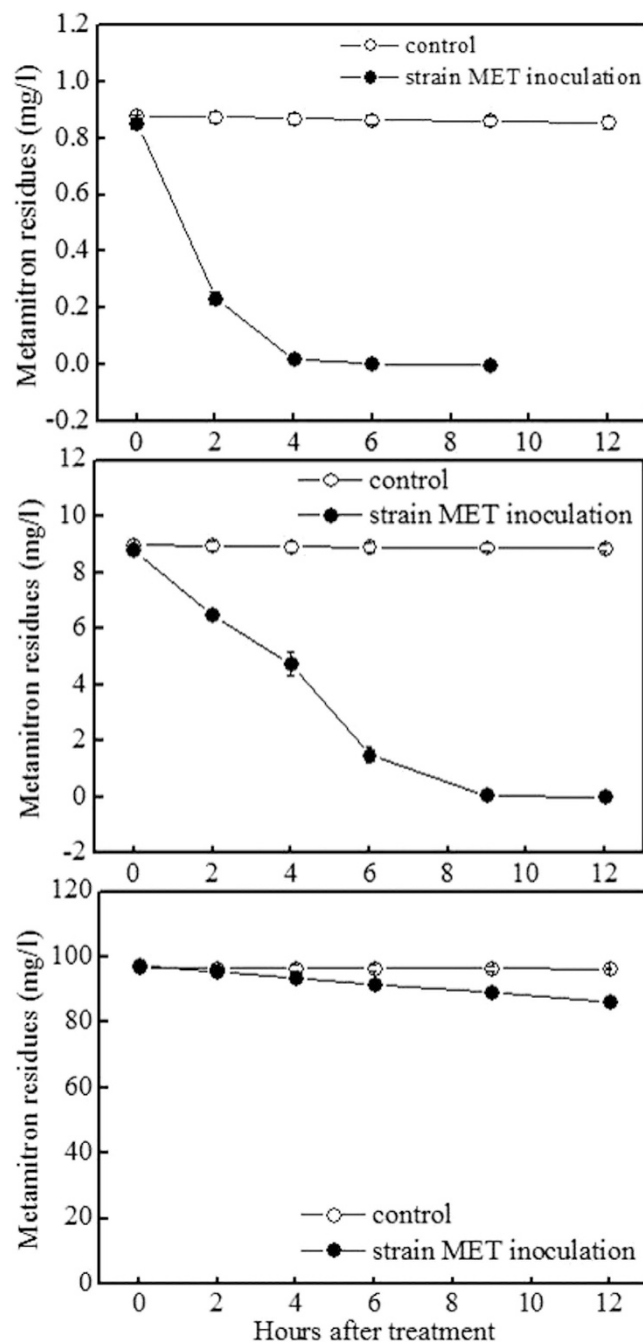 1.2
1.0
0.8
0.6
0.4
0.2
0.0
-0.2
Metamitron residues (mg/l)
control
strain MET inoculation
0 2 4 6 8 10 12
12
10
8
6
4
2
0
-2
Metamitron residues (mg/l)
control
strain MET inoculation
0 2 4 6 8 10 12
120
100
80
60
40
20
0
Metamitron residues (mg/l)
control
strain MET inoculation
0 2 4 6 8 10 12
Hours after treatment